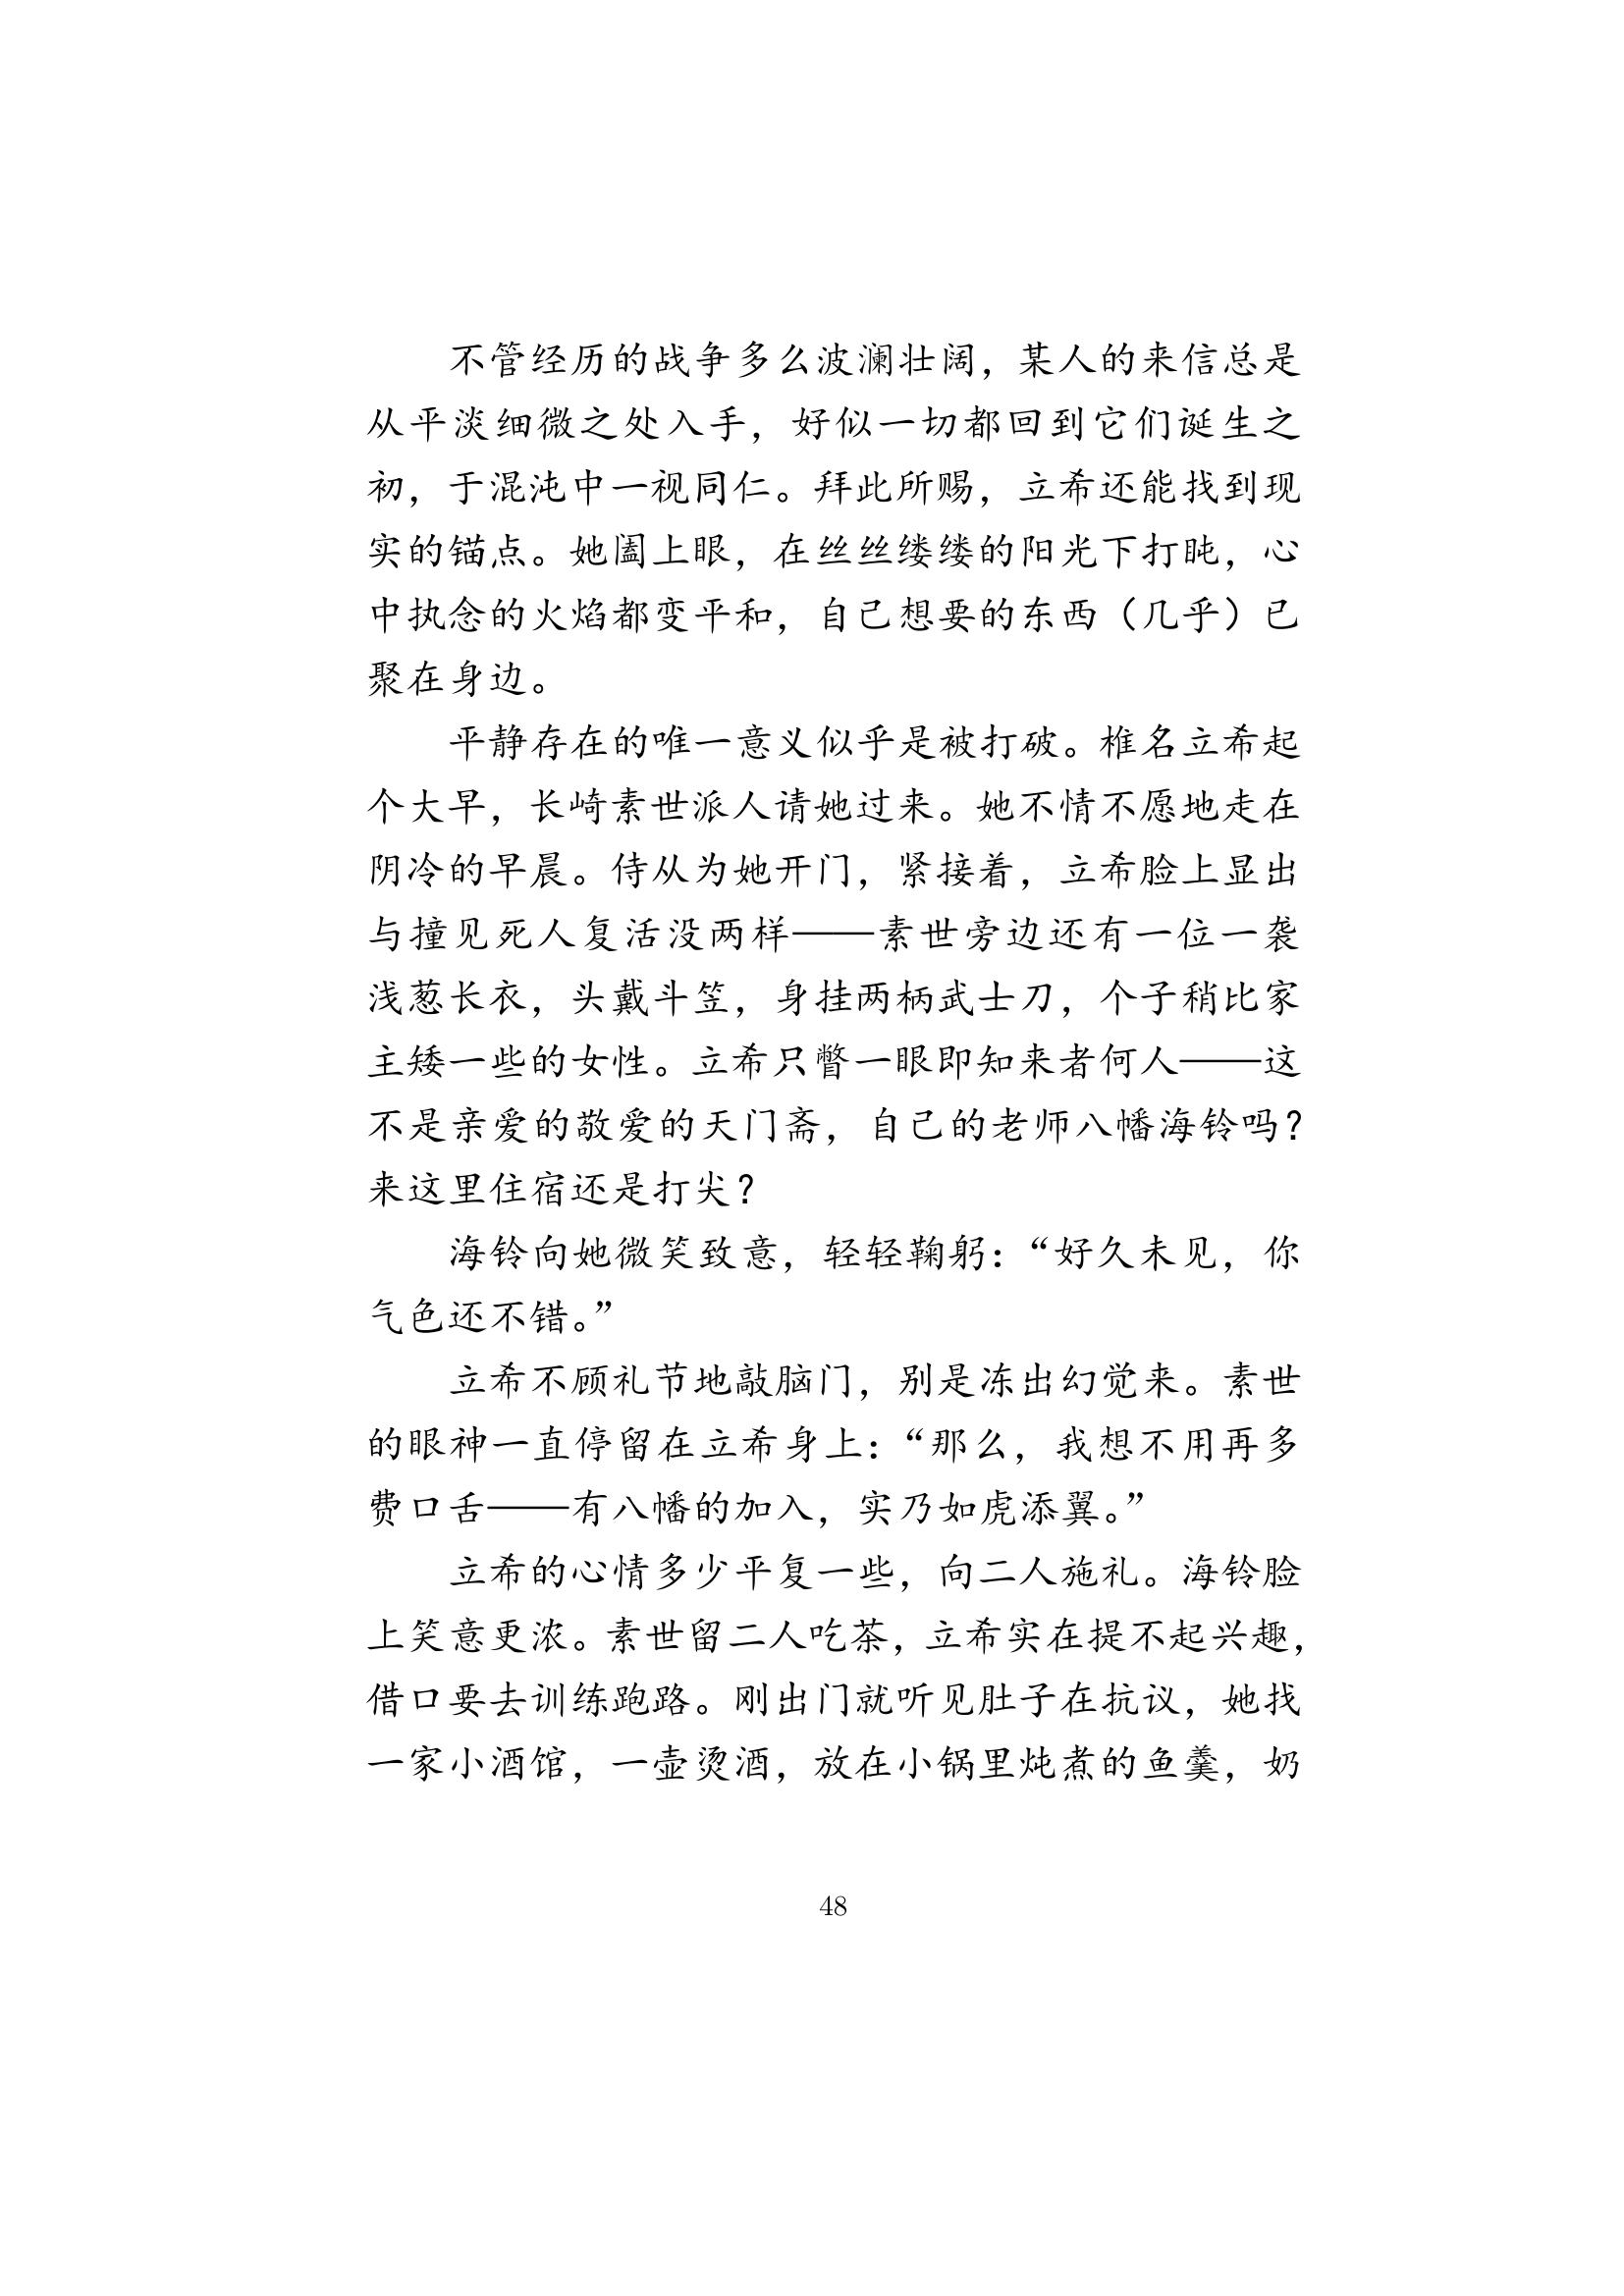 不管经历的战争多么波澜壮阔，某人的来信总是
从平淡细微之处入手，好似一切都回到它们诞生之
初，于混沌中一视同仁。拜此所赐，立希还能找到现
实的锚点。她阖上眼，在丝丝缕缕的阳光下打盹，心
中执念的火焰都变平和，自己想要的东西（几乎）已
聚在身边。
平静存在的唯一意义似乎是被打破。椎名立希起
个大早，长崎素世派人请她过来。她不情不愿地走在
阴冷的早晨。侍从为她开门，紧接着，立希脸上显出
与撞见死人复活没两样——素世旁边还有一位一袭
浅葱长衣，头戴斗笠，身挂两柄武士刀，个子稍比家
主矮一些的女性。立希只瞥一眼即知来者何人——这
不是亲爱的敬爱的天门斋，自己的老师八幡海铃吗？
来这里住宿还是打尖？
海铃向她微笑致意，轻轻鞠躬：“好久未见，你
气色还不错。”
立希不顾礼节地敲脑门，别是冻出幻觉来。素世
的眼神一直停留在立希身上：“那么，我想不用再多
费口舌——有八幡的加入，实乃如虎添翼。”
立希的心情多少平复一些，向二人施礼。海铃脸
上笑意更浓。素世留二人吃茶，立希实在提不起兴趣，
借口要去训练跑路。刚出门就听见肚子在抗议，她找
一家小酒馆，一壶烫酒，放在小锅里炖煮的鱼羹，奶
48